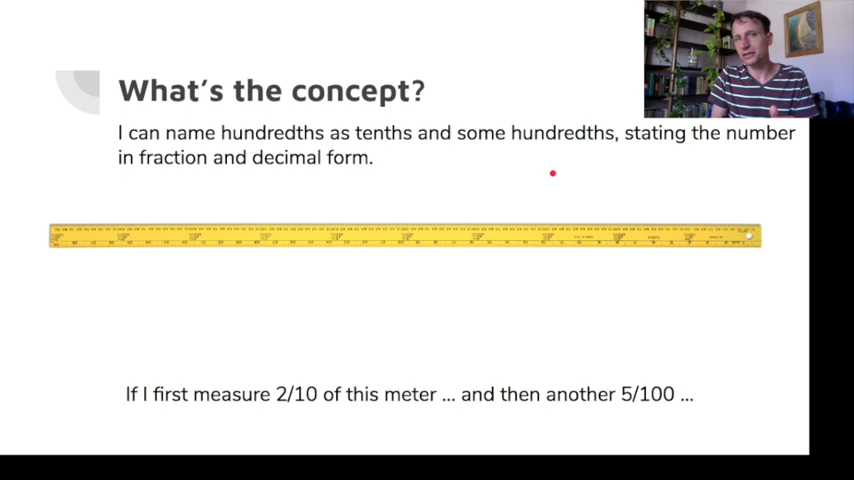 What's the concept?
I can name hundredths as tenths and some hundredths, stating the number
in fraction and decimal form.
If I first measure 2/10 of this meter ... and then another 5/100 ...